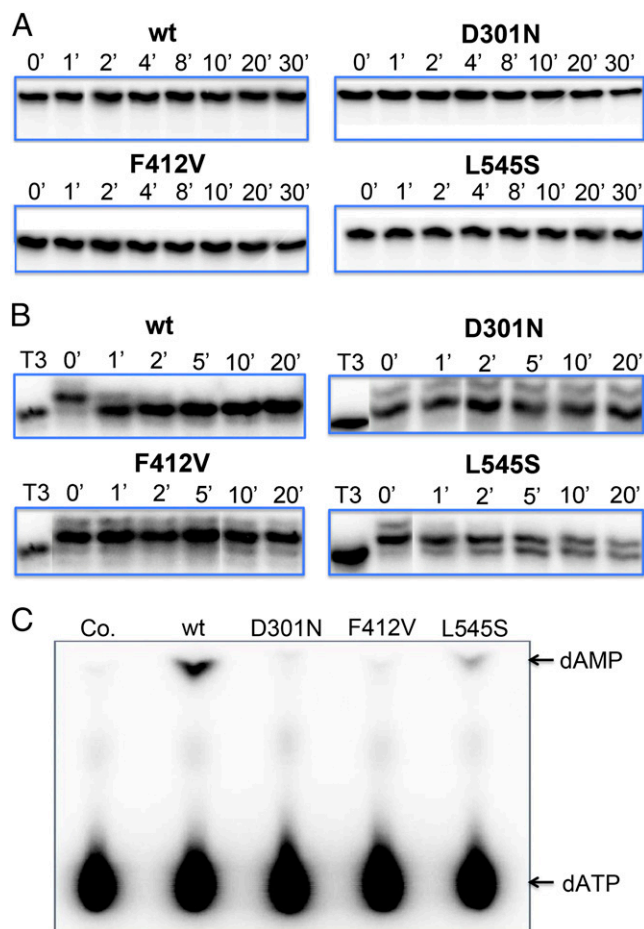 A
wt D301N
0' 1' 2' 4' 8' 10' 20' 30' 0' 1' 2' 4' 8' 10' 20' 30'
F412V L545S
0' 1' 2' 4' 8' 10' 20' 30' 0' 1' 2' 4' 8' 10' 20' 30'
B
wt D301N
T3 0' 1' 2' 5' 10' 20' T3 0' 1' 2' 5' 10' 20'
F412V L545S
T3 0' 1' 2' 5' 10' 20' T3 0' 1' 2' 5' 10' 20'
C
Co. wt D301N F412V L545S
dAMP
dATP